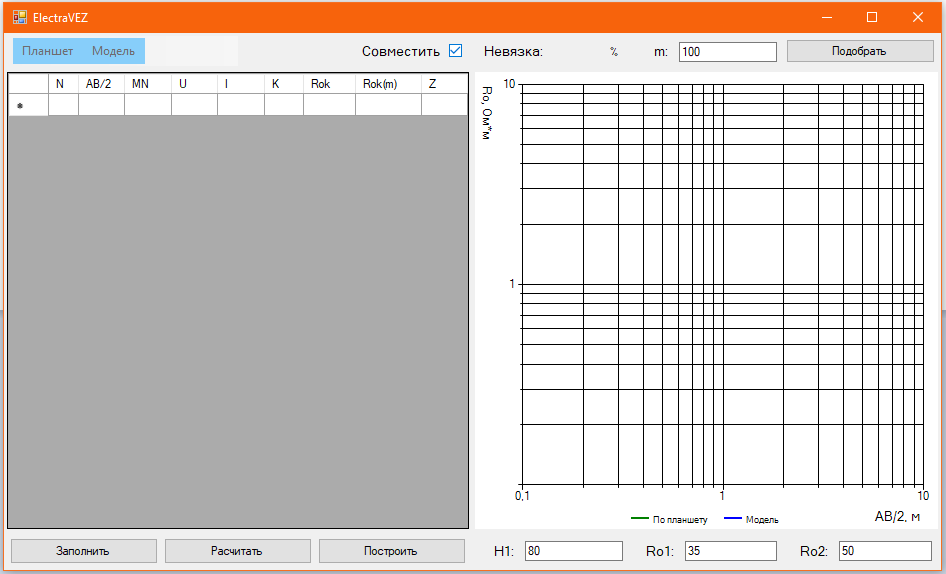 ElectraVEZ
Планшет Модель Совместить Невязка: % m: 100 Подобрать
N AB/2 MN U I K Rok Rok(m) Z
*
10
Ro, Ом*м
1
0,1 1 10
По планшету Модель AB/2, м
Заполнить Расчитать Построить H1: 80 Ro1: 35 Ro2: 50